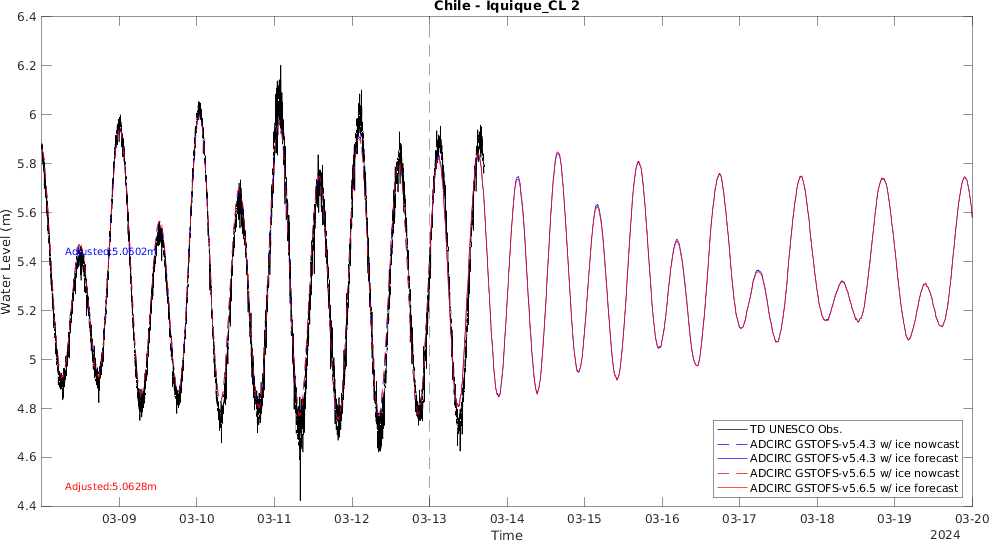 Chile - Iquique_CL 2
6.4
6.2
6
5.8
5.6
5.4
5.2
5
4.8
4.6
4.4
Water Level (m)
Adjusted:5.0602m
Adjusted:5.0628m
TD UNESCO Obs.
ADCIRC GSTOFS-v5.4.3 w/ ice nowcast
ADCIRC GSTOFS-v5.4.3 w/ ice forecast
ADCIRC GSTOFS-v5.6.5 w/ ice nowcast
ADCIRC GSTOFS-v5.6.5 w/ ice forecast
03-09 03-10 03-11 03-12 03-13 03-14 03-15 03-16 03-17 03-18 03-19 03-20
Time
2024